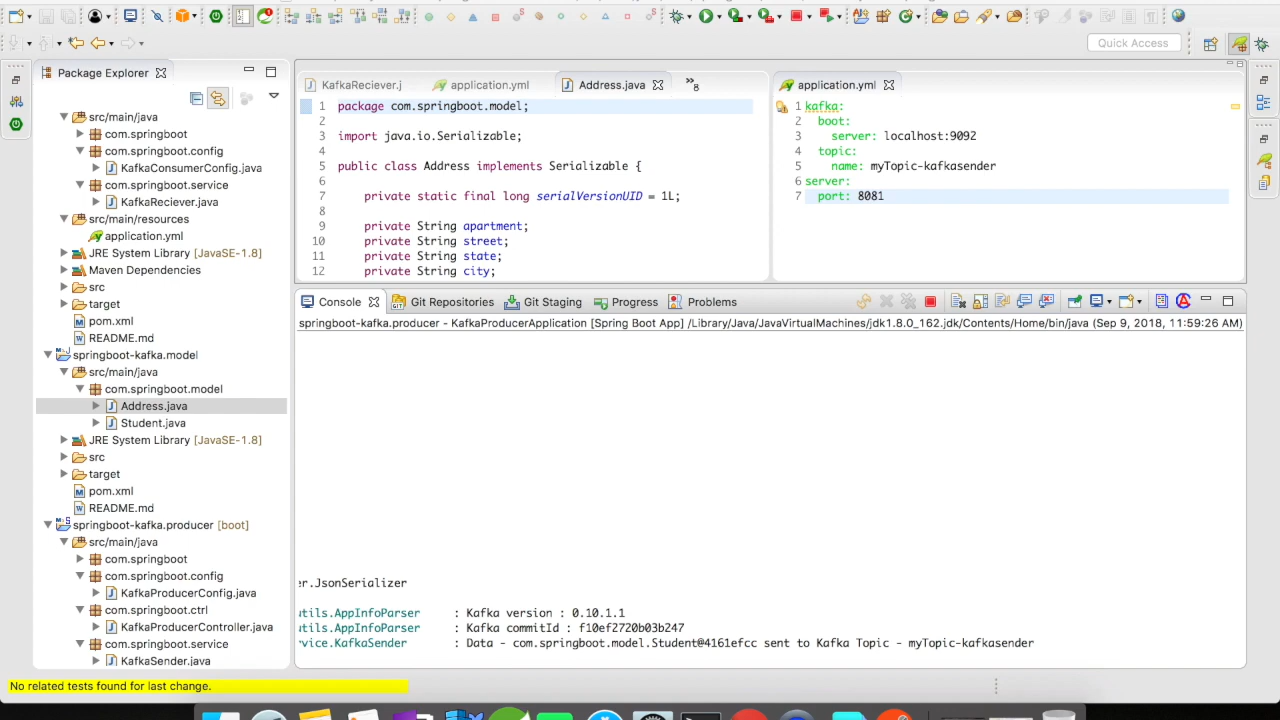 Quick Access
Package Explorer
src/main/java
com.springboot
com.springboot.config
KafkaConsumerConfig.java
com.springboot.service
KafkaReciever.java
src/main/resources
application.yml
JRE System Library [JavaSE-1.8]
Maven Dependencies
src
target
pom.xml
README.md
springboot-kafka.model
src/main/java
com.springboot.model
Address.java
Student.java
JRE System Library [JavaSE-1.8]
src
target
pom.xml
README.md
springboot-kafka.producer [boot]
src/main/java
com.springboot
com.springboot.config
KafkaProducerConfig.java
com.springboot.ctrl
KafkaProducerController.java
com.springboot.service
KafkaSender.java
KafkaReciever.j
application.yml
Address.java
»8
1 package com.springboot.model;
2
3 import java.io.Serializable;
4
5 public class Address implements Serializable {
6
7 private static final long serialVersionUID = 1L;
8
9 private String apartment;
10 private String street;
11 private String state;
12 private String city;
application.yml
1 kafka:
2 boot:
3 server: localhost:9092
4 topic:
5 name: myTopic-kafkasender
6 server:
7 port: 8081
Console
Git Repositories
Git Staging
Progress
Problems
springboot-kafka.producer - KafkaProducerApplication [Spring Boot App] /Library/Java/JavaVirtualMachines/jdk1.8.0_162.jdk/Contents/Home/bin/java (Sep 9, 2018, 11:59:26 AM)
er.JsonSerializer
utils.AppInfoParser : Kafka version : 0.10.1.1
utils.AppInfoParser : Kafka commitId : f10ef2720b03b247
rvice.KafkaSender : Data - com.springboot.model.Student@4161efcc sent to Kafka Topic - myTopic-kafkasender
No related tests found for last change.